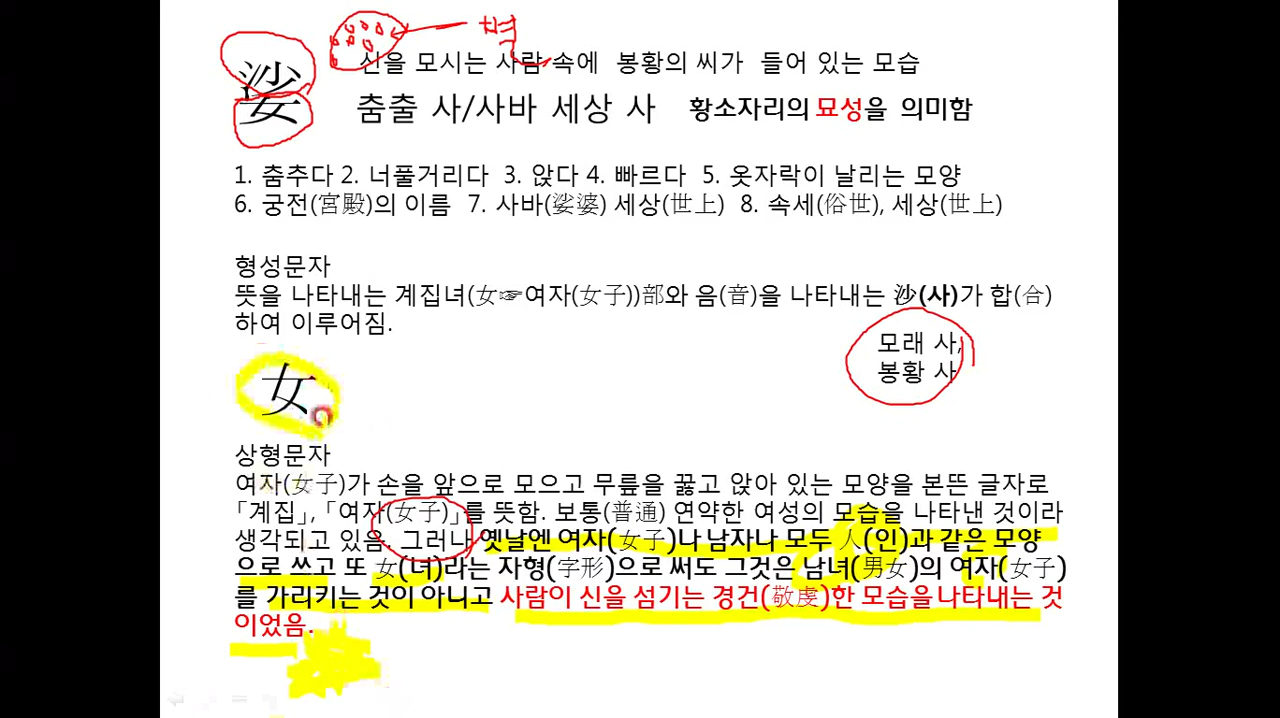 신을 모시는 사람 속에 봉황의 씨가 들어 있는 모습
娑
춤출 사/사바 세상 사 황소자리의 묘성을 의미함
1. 춤추다 2. 너풀거리다 3. 앉다 4. 빠르다 5. 옷자락이 날리는 모양
6. 궁전(宮殿)의 이름 7. 사바(娑婆) 세상(世上) 8. 속세(俗世), 세상(世上)
형성문자
뜻을 나타내는 계집녀(女☞여자(女子))部와 음(音)을 나타내는 沙(사)가 합(合)
하여 이루어짐.
모래 사,
봉황 사
女
상형문자
여자(女子)가 손을 앞으로 모으고 무릎을 꿇고 앉아 있는 모양을 본뜬 글자로
「계집」, 「여자(女子)」를 뜻함. 보통(普通) 연약한 여성의 모습을 나타낸 것이라
생각되고 있음. 그러나 옛날엔 여자(女子)나 남자나 모두 人(인)과 같은 모양
으로 쓰고 또 女(녀)라는 자형(字形)으로 써도 그것은 남녀(男女)의 여자(女子)
를 가리키는 것이 아니고 사람이 신을 섬기는 경건(敬虔)한 모습을 나타내는 것
이었음.